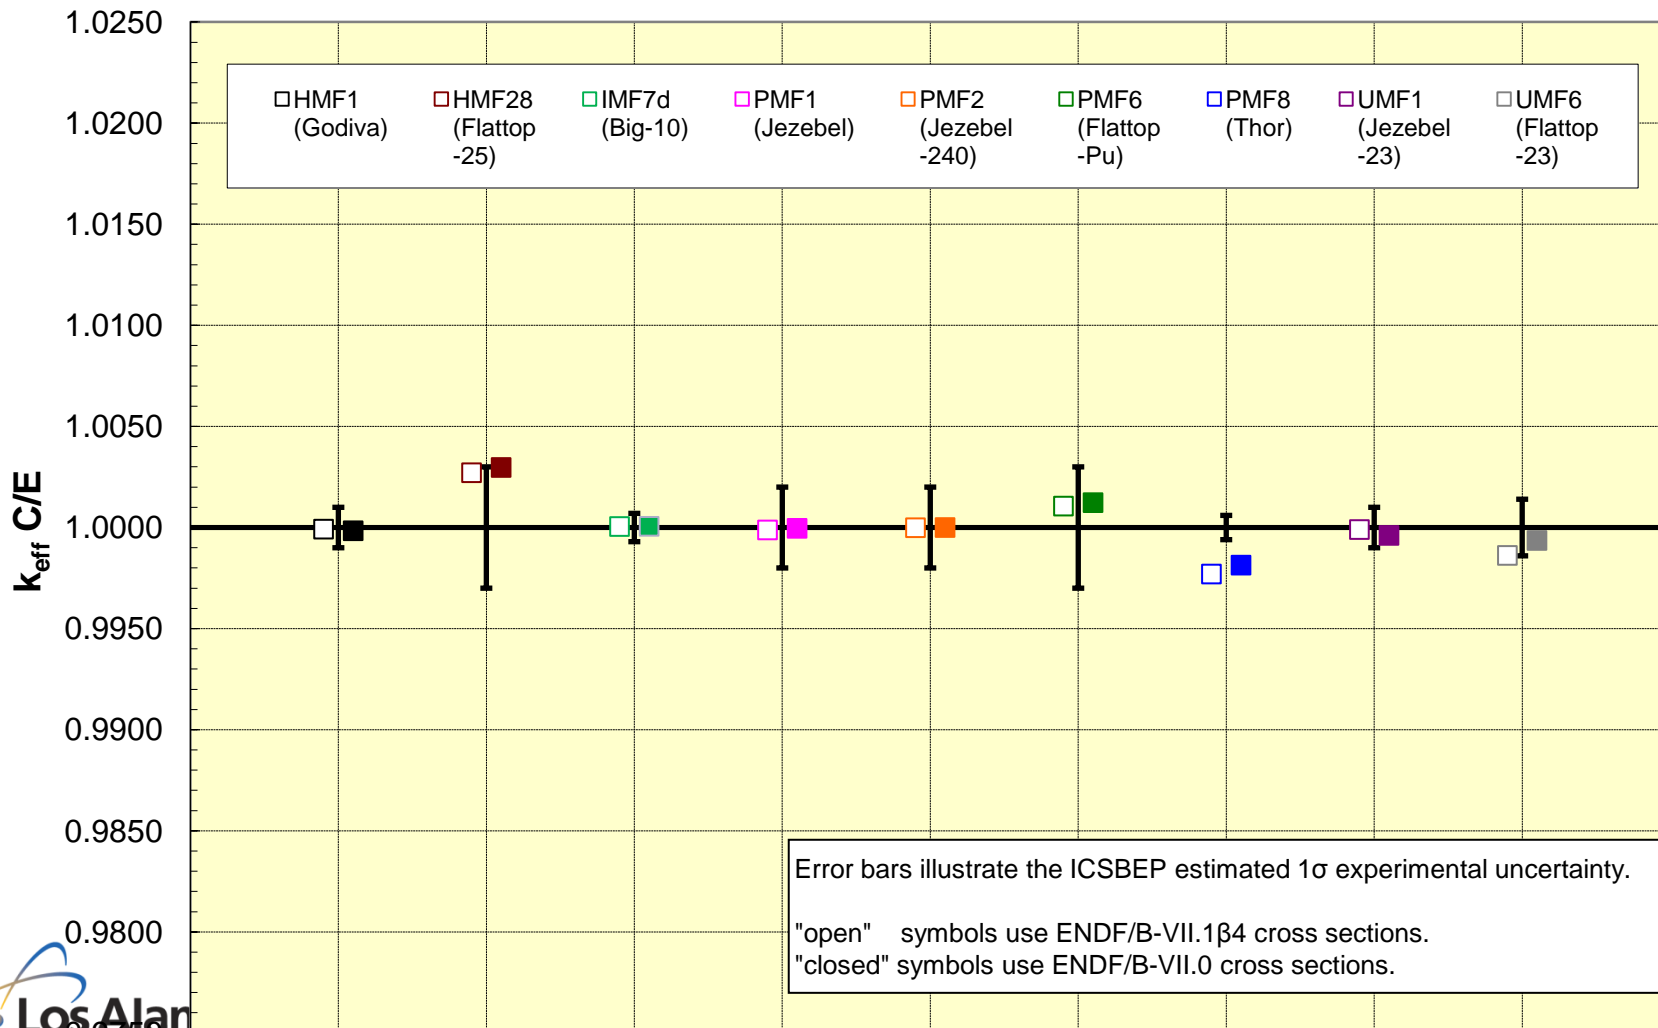 1.0250
1.0200
1.0150
1.0100
1.0050
1.0000
0.9950
0.9900
0.9850
0.9800
keff C/E
HMF1
(Godiva)
HMF28
(Flattop
-25)
IMF7d
(Big-10)
PMF1
(Jezebel)
PMF2
(Jezebel
-240)
PMF6
(Flattop
-Pu)
PMF8
(Thor)
UMF1
(Jezebel
-23)
UMF6
(Flattop
-23)
Error bars illustrate the ICSBEP estimated 1σ experimental uncertainty.
"open" symbols use ENDF/B-VII.1β4 cross sections.
"closed" symbols use ENDF/B-VII.0 cross sections.
Los Alam